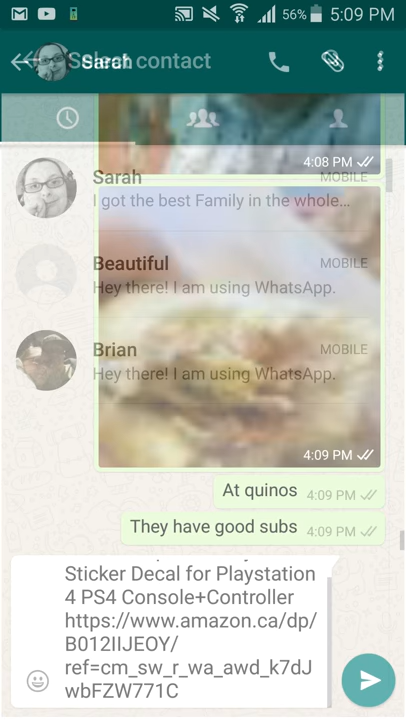 56% 5:09 PM
Select contact
Sarah
4:08 PM
Sarah MOBILE
I got the best Family in the whole…
Beautiful MOBILE
Hey there! I am using WhatsApp.
Brian MOBILE
Hey there! I am using WhatsApp.
4:09 PM
At quinos 4:09 PM
They have good subs 4:09 PM
Sticker Decal for Playstation
4 PS4 Console+Controller
https://www.amazon.ca/dp/
B012IIJEOY/
ref=cm_sw_r_wa_awd_k7dJ
wbFZW771C